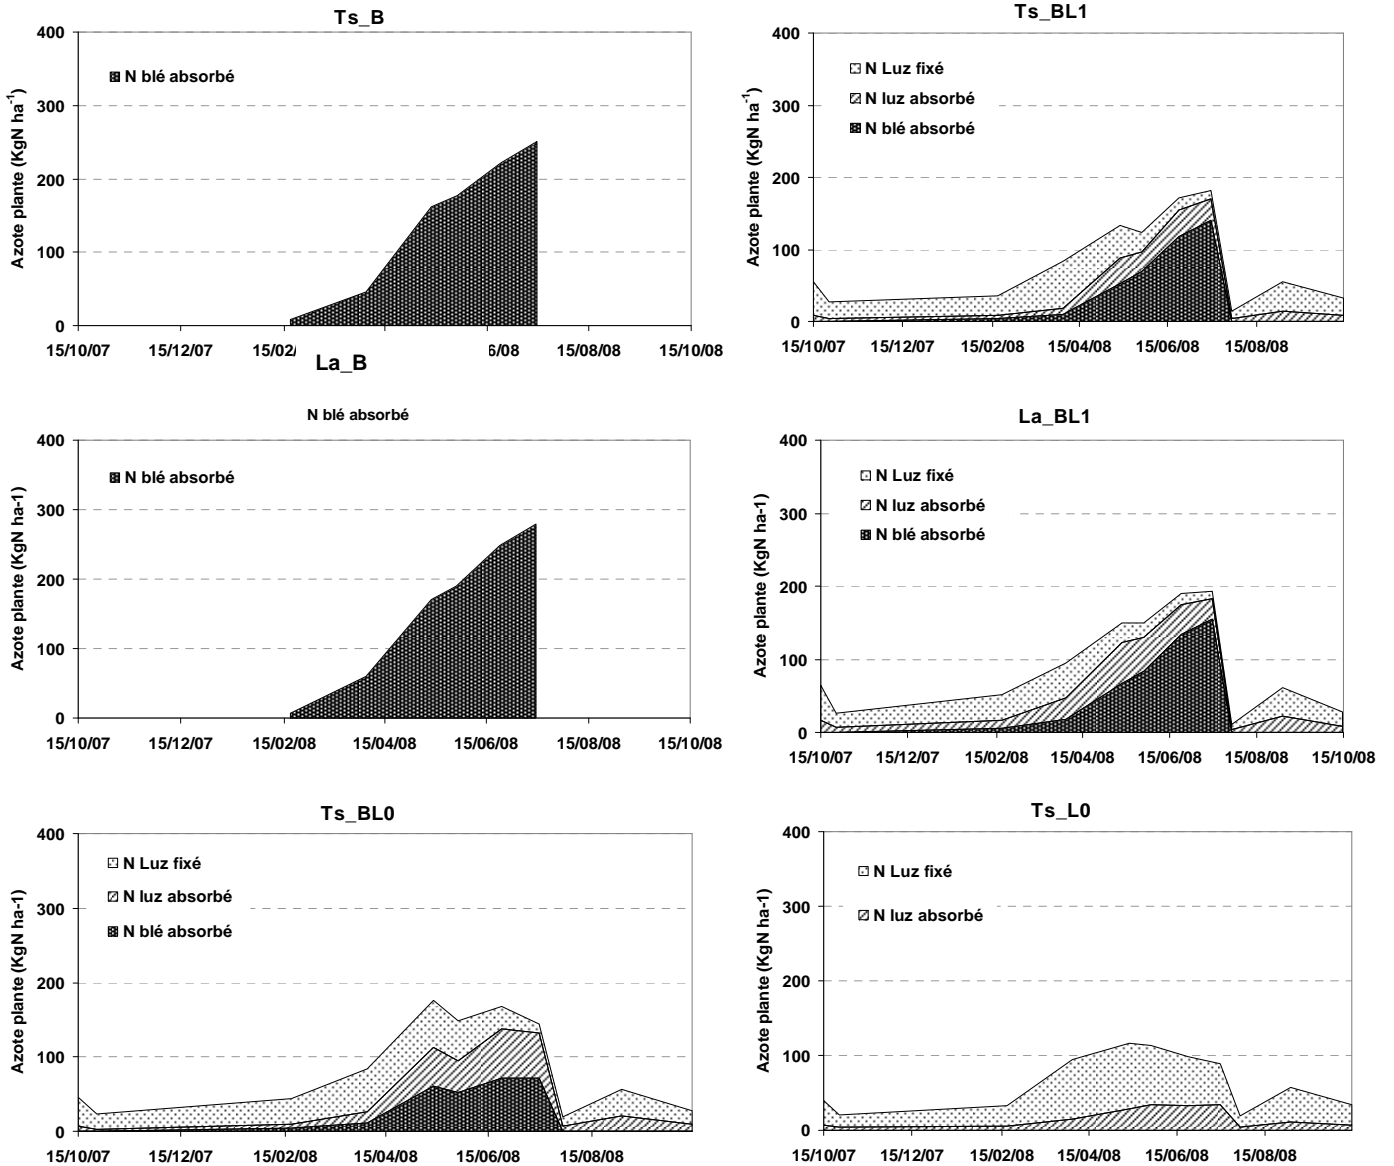 Ts_B
400
300
200
100
0
Azote plante (KgN ha-1)
N blé absorbé
15/10/07 15/12/07 15/02/ 6/08 15/08/08 15/10/08
Ts_BL1
400
300
200
100
0
Azote plante (KgN ha-1)
N Luz fixé
N luz absorbé
N blé absorbé
15/10/07 15/12/07 15/02/08 15/04/08 15/06/08 15/08/08
La_B
N blé absorbé
400
300
200
100
0
Azote plante (KgN ha-1)
N blé absorbé
15/10/07 15/12/07 15/02/08 15/04/08 15/06/08 15/08/08 15/10/08
La_BL1
400
300
200
100
0
Azote plante (KgN ha-1)
N Luz fixé
N luz absorbé
N blé absorbé
15/10/07 15/12/07 15/02/08 15/04/08 15/06/08 15/08/08 15/10/08
Ts_BL0
400
300
200
100
0
Azote plante (KgN ha-1)
N Luz fixé
N luz absorbé
N blé absorbé
15/10/07 15/12/07 15/02/08 15/04/08 15/06/08 15/08/08
Ts_L0
400
300
200
100
0
Azote plante (KgN ha-1)
N Luz fixé
N luz absorbé
15/10/07 15/12/07 15/02/08 15/04/08 15/06/08 15/08/08